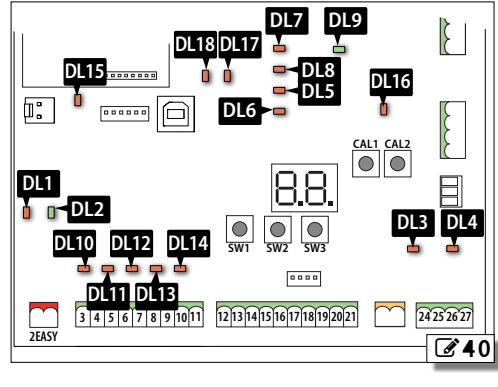 DL7 DL9
DL18 DL17
DL8
DL15 DL5 DL16
DL6
CAL1 CAL2
8.8.
DL1
DL2
SW1 SW2 SW3
DL3 DL4
DL10 DL12 DL14
DL11 DL13
3 4 5 6 7 8 9 10 11 12 13 14 15 16 17 18 19 20 21 24 25 26 27
2EASY
40